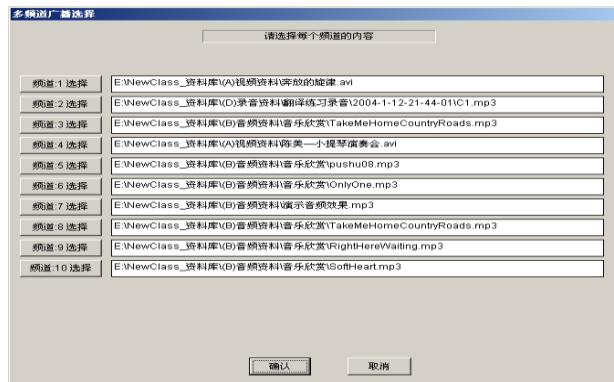 多频道广播选择
请选择每个频道的内容
频道:1 选择 E:\NewClass_资料库\(A)视频资料\奔放的旋律.avi
频道:2 选择 E:\NewClass_资料库\(D)录音资料\翻译练习录音\2004-1-12-21-44-01\C1.mp3
频道:3 选择 E:\NewClass_资料库\(B)音频资料\音乐欣赏\TakeMeHomeCountryRoads.mp3
频道:4 选择 E:\NewClass_资料库\(A)视频资料\陈美—小提琴演奏会.avi
频道:5 选择 E:\NewClass_资料库\(B)音频资料\音乐欣赏\pushu08.mp3
频道:6 选择 E:\NewClass_资料库\(B)音频资料\音乐欣赏\OnlyOne.mp3
频道:7 选择 E:\NewClass_资料库\(B)音频资料\演示音频效果.mp3
频道:8 选择 E:\NewClass_资料库\(B)音频资料\音乐欣赏\TakeMeHomeCountryRoads.mp3
频道:9 选择 E:\NewClass_资料库\(B)音频资料\音乐欣赏\RightHereWaiting.mp3
频道:10 选择 E:\NewClass_资料库\(B)音频资料\音乐欣赏\SoftHeart.mp3
确认 取消